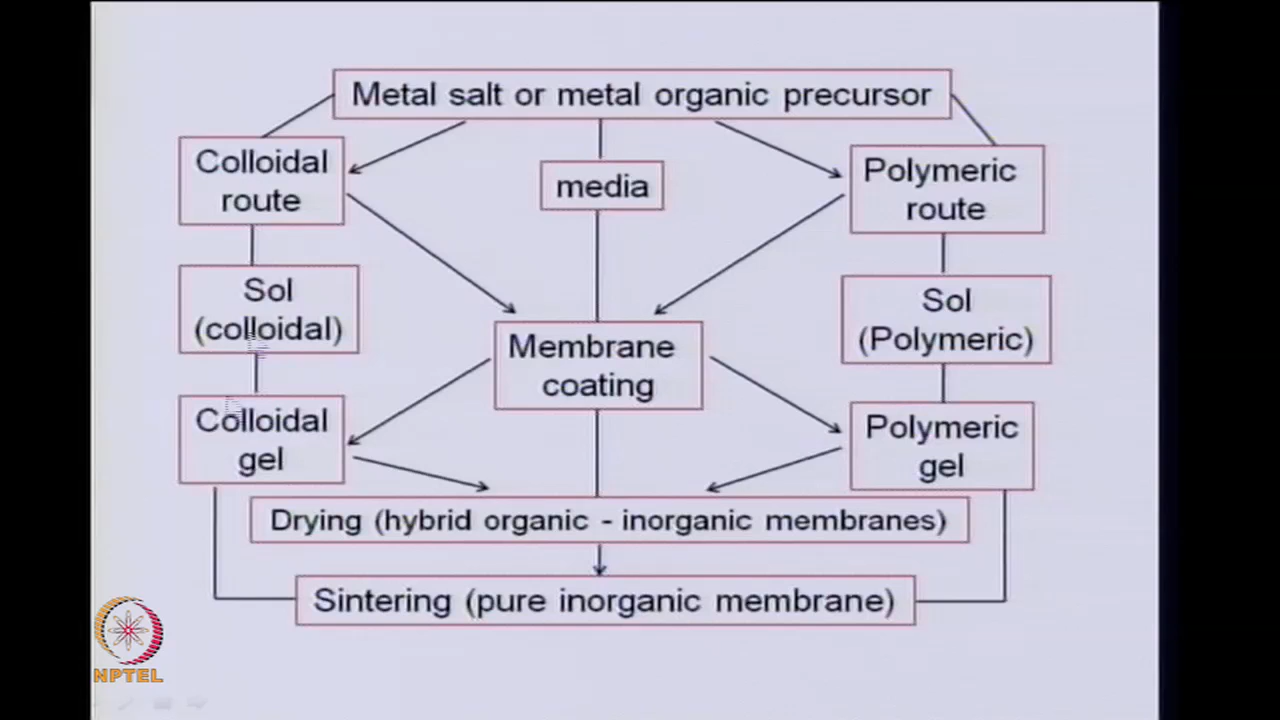 Metal salt or metal organic precursor
Colloidal
route
media
Polymeric
route
Sol
(colloidal)
Sol
(Polymeric)
Membrane
coating
Colloidal
gel
Polymeric
gel
Drying (hybrid organic - inorganic membranes)
Sintering (pure inorganic membrane)
NPTEL